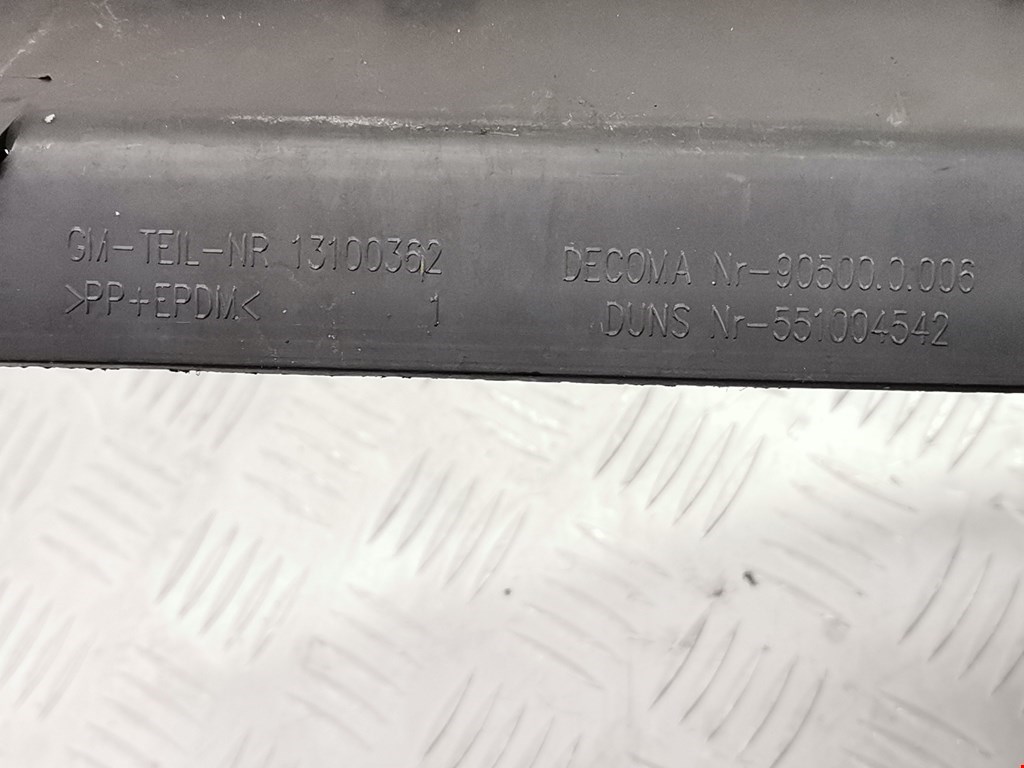 GM-TEIL-NR 13100362
>PP+EPDM< 1
DECOMA Nr-90500.0.006
DUNS Nr-551004542